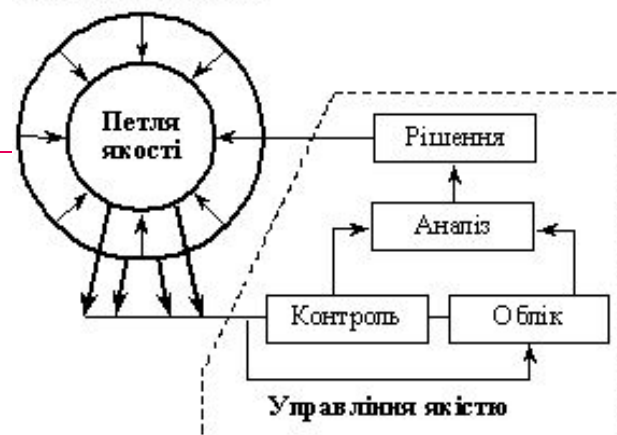 Петля
якості
Рішення
Аналіз
Контроль
Облік
Управління якістю